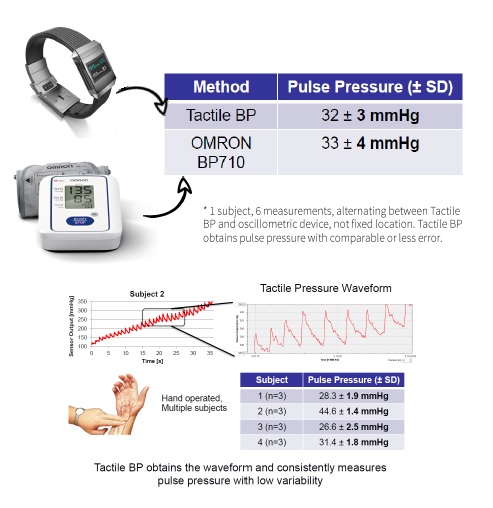 Method Pulse Pressure (± SD)
Tactile BP 32 ± 3 mmHg
OMRON
BP710 33 ± 4 mmHg
OMRON
135
85
* 1 subject, 6 measurements, alternating between Tactile
BP and oscillometric device, not fixed location. Tactile BP
obtains pulse pressure with comparable or less error.
Subject 2
Sensor Output [mmHg]
350
300
250
200
150
100
0 5 10 15 20 25 30 35
Time [s]
Tactile Pressure Waveform
Hand operated,
Multiple subjects
Subject Pulse Pressure (± SD)
1 (n=3) 28.3 ± 1.9 mmHg
2 (n=3) 44.6 ± 1.4 mmHg
3 (n=3) 26.6 ± 2.5 mmHg
4 (n=3) 31.4 ± 1.8 mmHg
Tactile BP obtains the waveform and consistently measures
pulse pressure with low variability